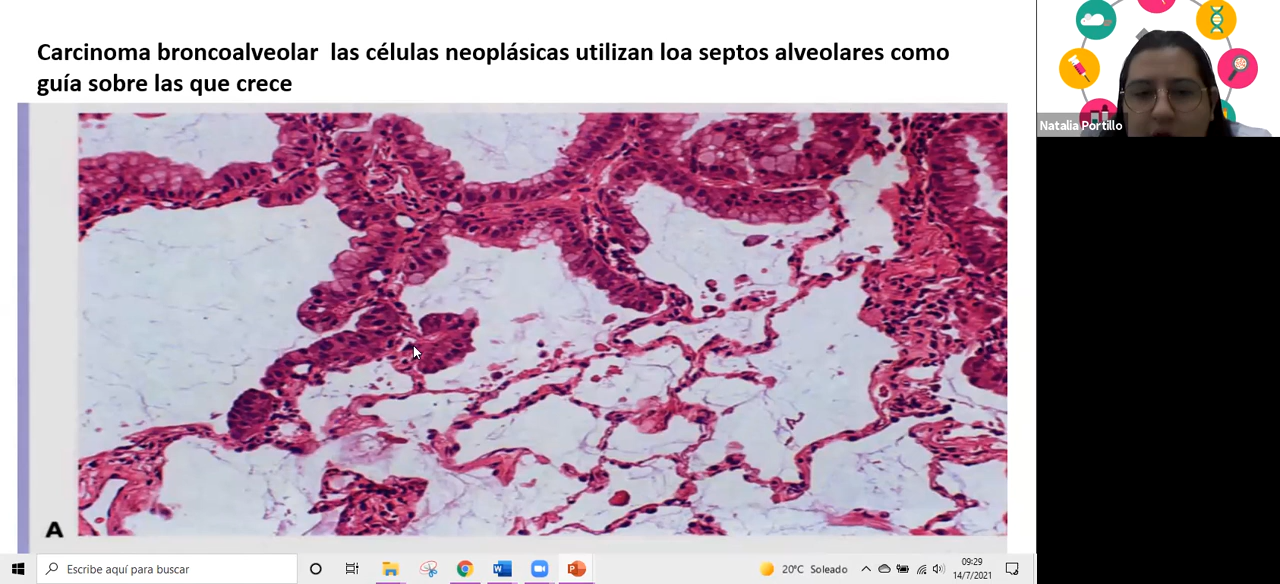 Carcinoma broncoalveolar las células neoplásicas utilizan loa septos alveolares como
guía sobre las que crece
Natalia Portillo
A
Escribe aquí para buscar
20°C Soleado
09:29
14/7/2021